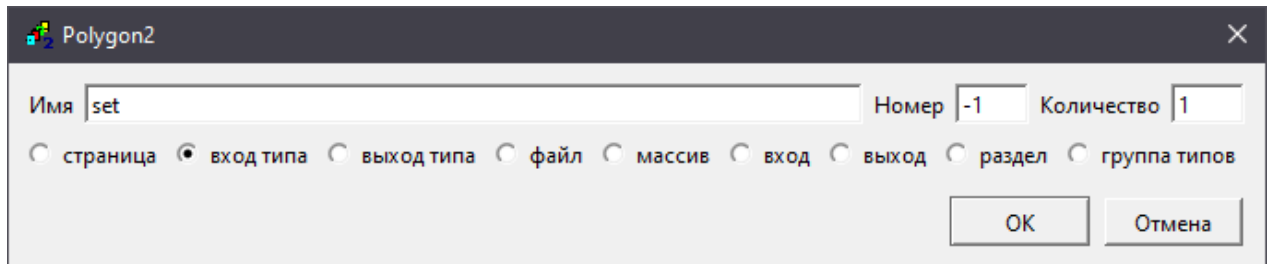 Polygon2
Имя set Номер -1 Количество 1
страница вход типа выход типа файл массив вход выход раздел группа типов
OK Отмена